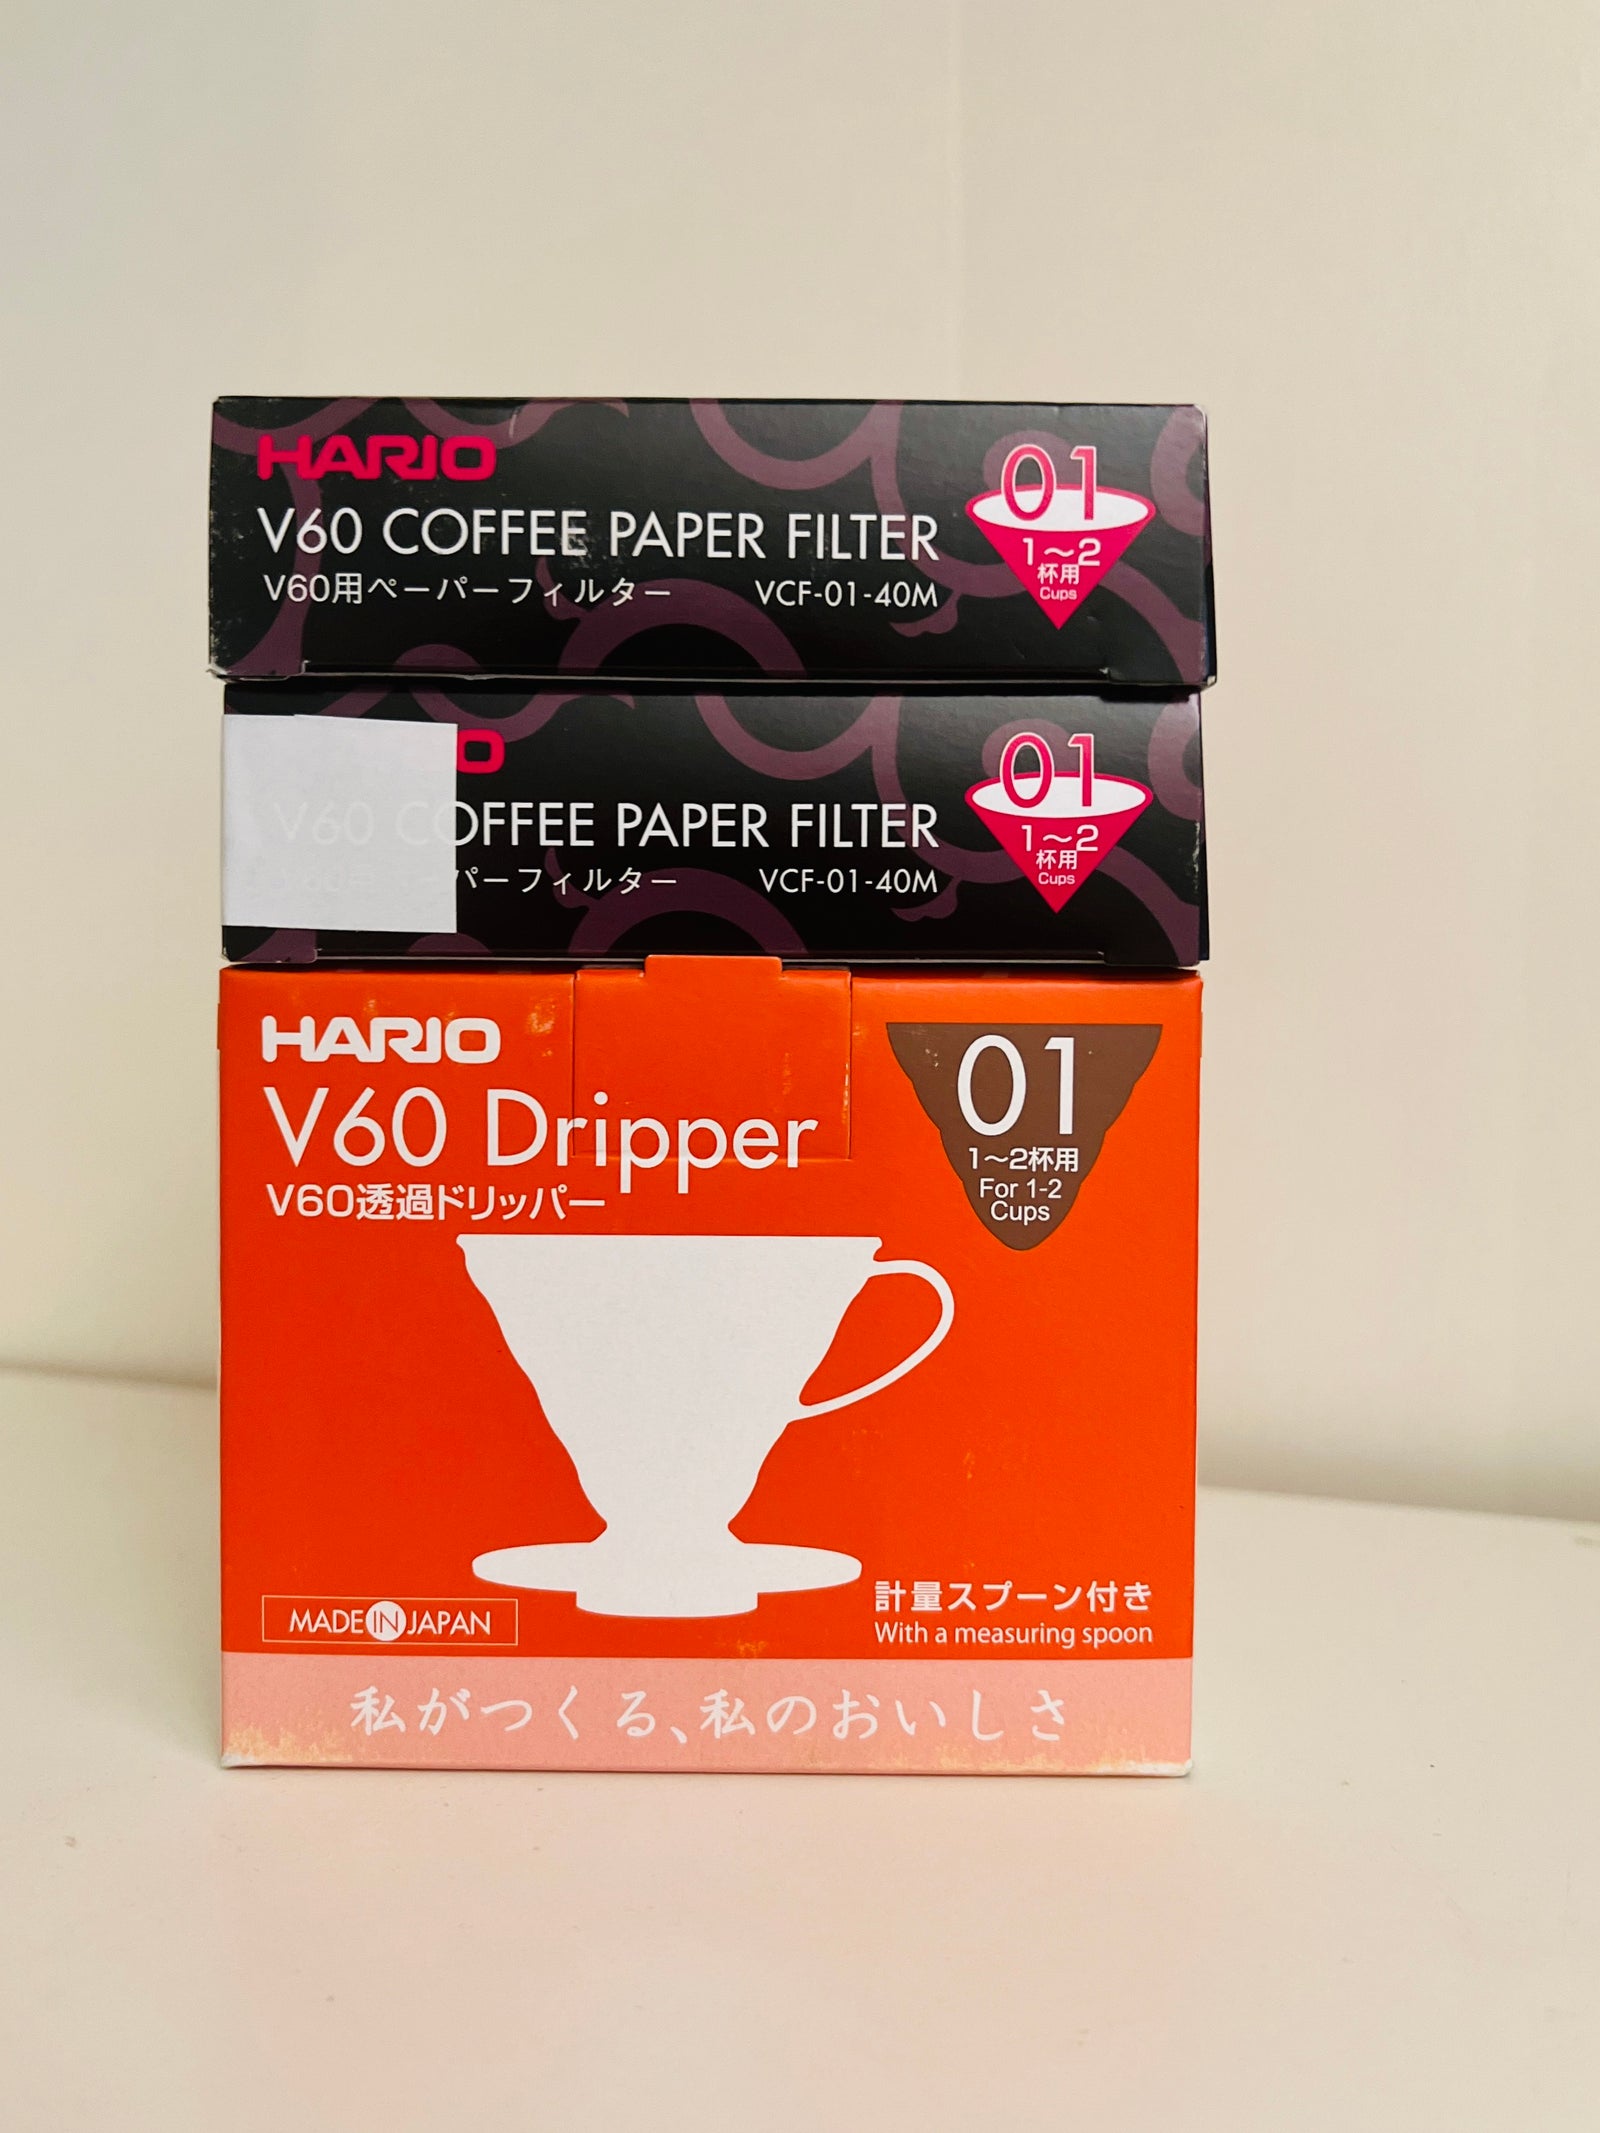 HARIO
V60 COFFEE PAPER FILTER
V60用ペーパーフィルター
VCF-01-40M
01
1〜2
杯用
Cups
V60 COFFEE PAPER FILTER
パーフィルター
VCF-01-40M
01
1〜2
杯用
Cups
HARIO
V60 Dripper
V60透過ドリッパー
01
1〜2杯用
For 1-2
Cups
MADE IN JAPAN
計量スプーン付き
With a measuring spoon
私がつくる、私のおいしさ